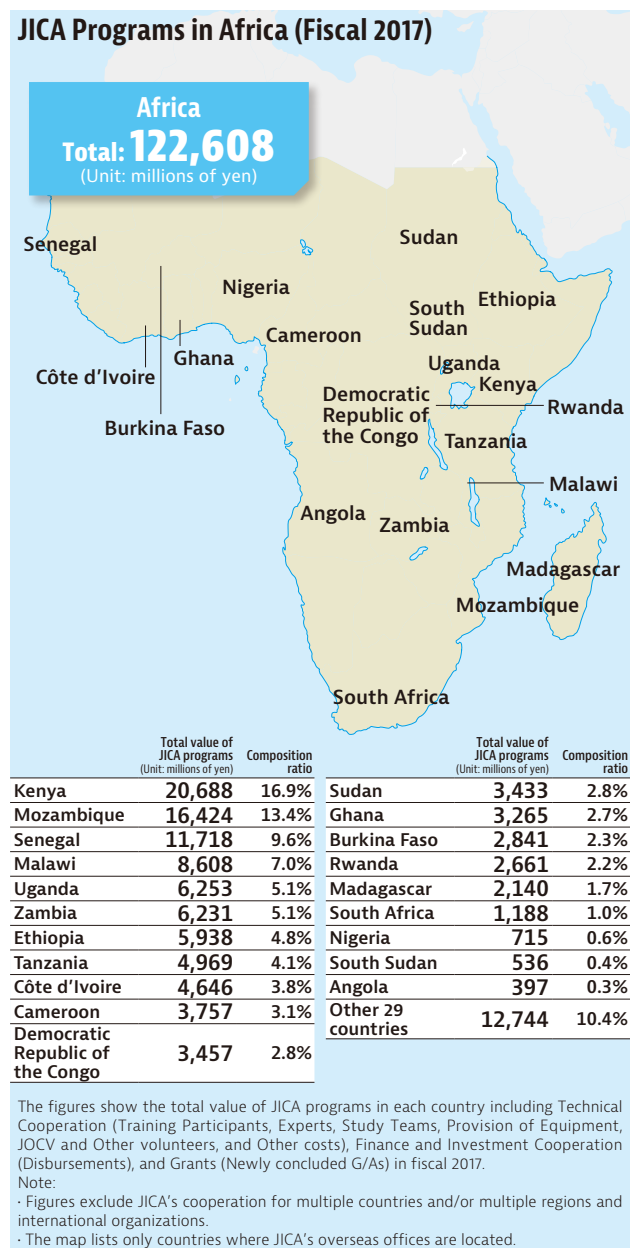 JICA Programs in Africa (Fiscal 2017)
Africa
Total: 122,608
(Unit: millions of yen)
Senegal
Sudan
Nigeria
Ethiopia
South
Sudan
Cameroon
Ghana
Uganda
Côte d’Ivoire
Kenya
Democratic
Republic of
the Congo
Rwanda
Burkina Faso
Tanzania
Malawi
Angola
Zambia
Madagascar
Mozambique
South Africa
Total value of
JICA programs
(Unit: millions of yen)
Composition
ratio
Kenya 20,688 16.9%
Mozambique 16,424 13.4%
Senegal 11,718 9.6%
Malawi 8,608 7.0%
Uganda 6,253 5.1%
Zambia 6,231 5.1%
Ethiopia 5,938 4.8%
Tanzania 4,969 4.1%
Côte d’Ivoire 4,646 3.8%
Cameroon 3,757 3.1%
Democratic
Republic of
the Congo
3,457 2.8%
Total value of
JICA programs
(Unit: millions of yen)
Composition
ratio
Sudan 3,433 2.8%
Ghana 3,265 2.7%
Burkina Faso 2,841 2.3%
Rwanda 2,661 2.2%
Madagascar 2,140 1.7%
South Africa 1,188 1.0%
Nigeria 715 0.6%
South Sudan 536 0.4%
Angola 397 0.3%
Other 29
countries
12,744 10.4%
The figures show the total value of JICA programs in each country including Technical
Cooperation (Training Participants, Experts, Study Teams, Provision of Equipment,
JOCV and Other volunteers, and Other costs), Finance and Investment Cooperation
(Disbursements), and Grants (Newly concluded G/As) in fiscal 2017.
Note:
· Figures exclude JICA’s cooperation for multiple countries and/or multiple regions and
international organizations.
· The map lists only countries where JICA’s overseas offices are located.